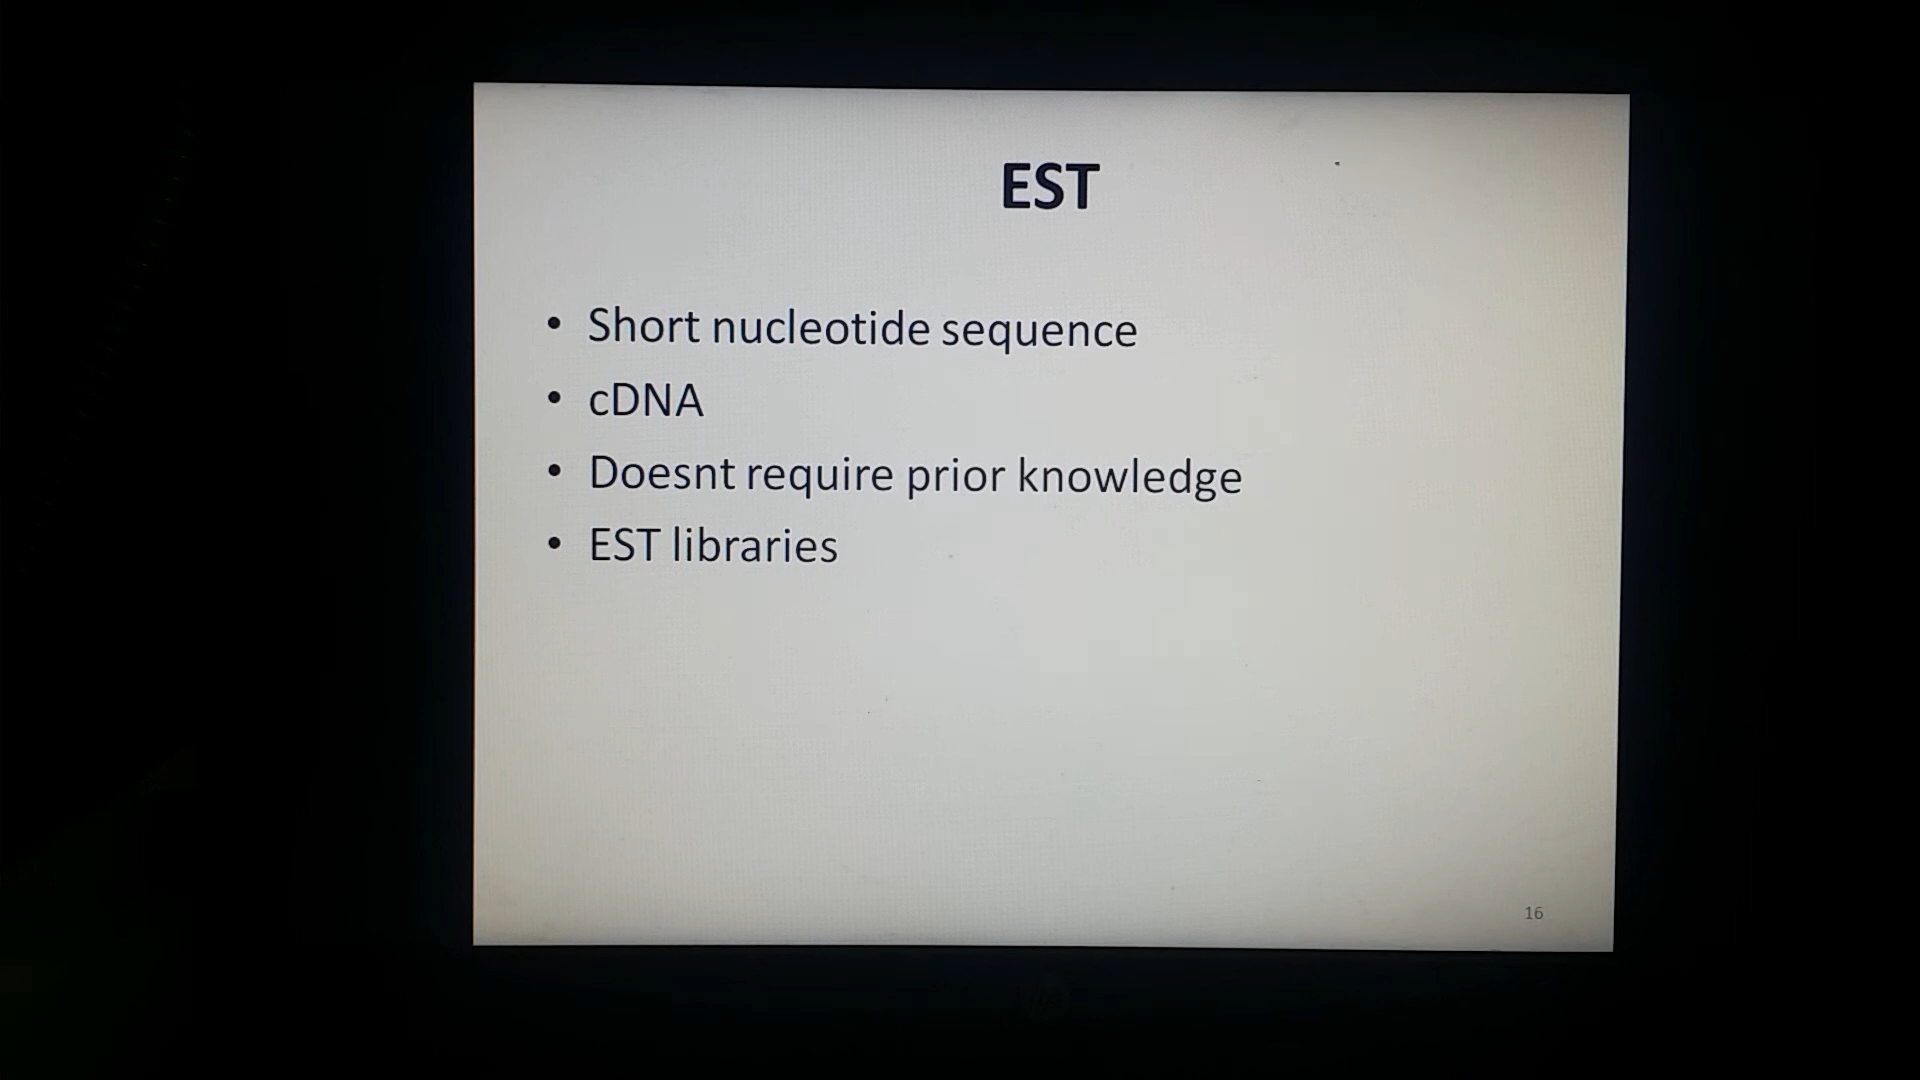 EST
• Short nucleotide sequence
• cDNA
• Doesnt require prior knowledge
• EST libraries
16